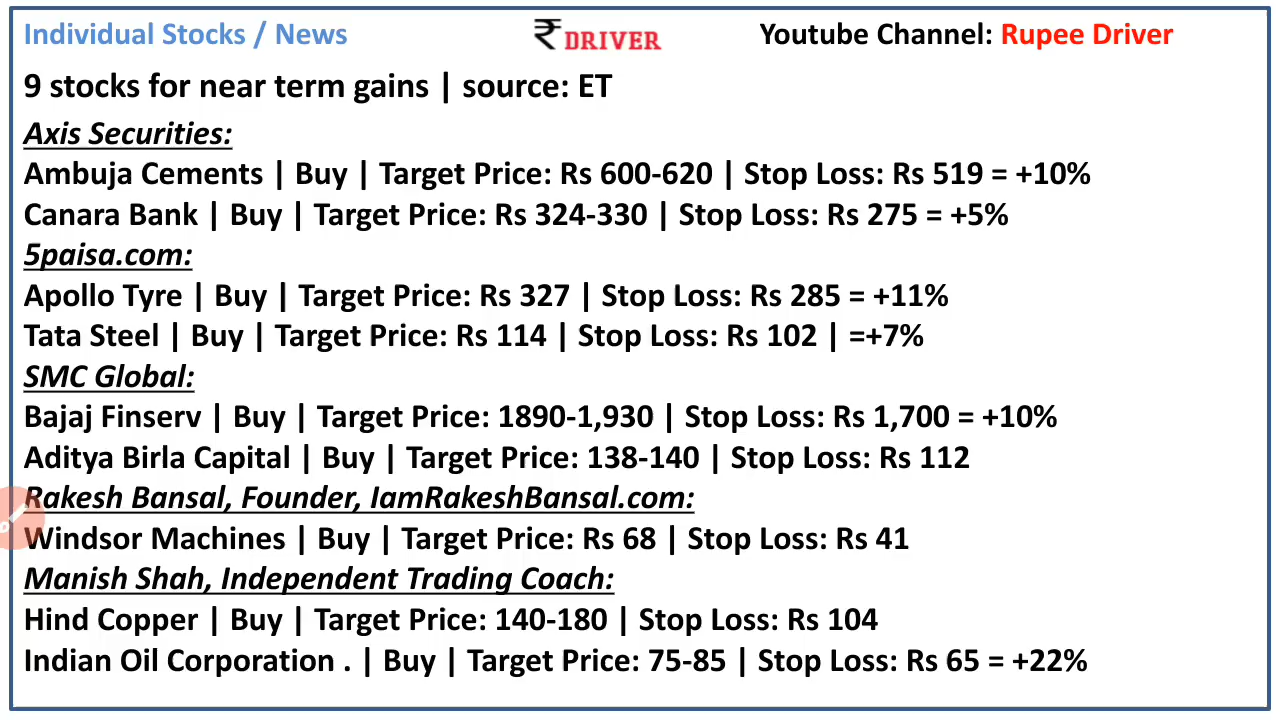 Individual Stocks / News
₹ DRIVER
Youtube Channel: Rupee Driver
9 stocks for near term gains | source: ET
Axis Securities:
Ambuja Cements | Buy | Target Price: Rs 600-620 | Stop Loss: Rs 519 = +10%
Canara Bank | Buy | Target Price: Rs 324-330 | Stop Loss: Rs 275 = +5%
5paisa.com:
Apollo Tyre | Buy | Target Price: Rs 327 | Stop Loss: Rs 285 = +11%
Tata Steel | Buy | Target Price: Rs 114 | Stop Loss: Rs 102 | =+7%
SMC Global:
Bajaj Finserv | Buy | Target Price: 1890-1,930 | Stop Loss: Rs 1,700 = +10%
Aditya Birla Capital | Buy | Target Price: 138-140 | Stop Loss: Rs 112
Rakesh Bansal, Founder, IamRakeshBansal.com:
Windsor Machines | Buy | Target Price: Rs 68 | Stop Loss: Rs 41
Manish Shah, Independent Trading Coach:
Hind Copper | Buy | Target Price: 140-180 | Stop Loss: Rs 104
Indian Oil Corporation . | Buy | Target Price: 75-85 | Stop Loss: Rs 65 = +22%